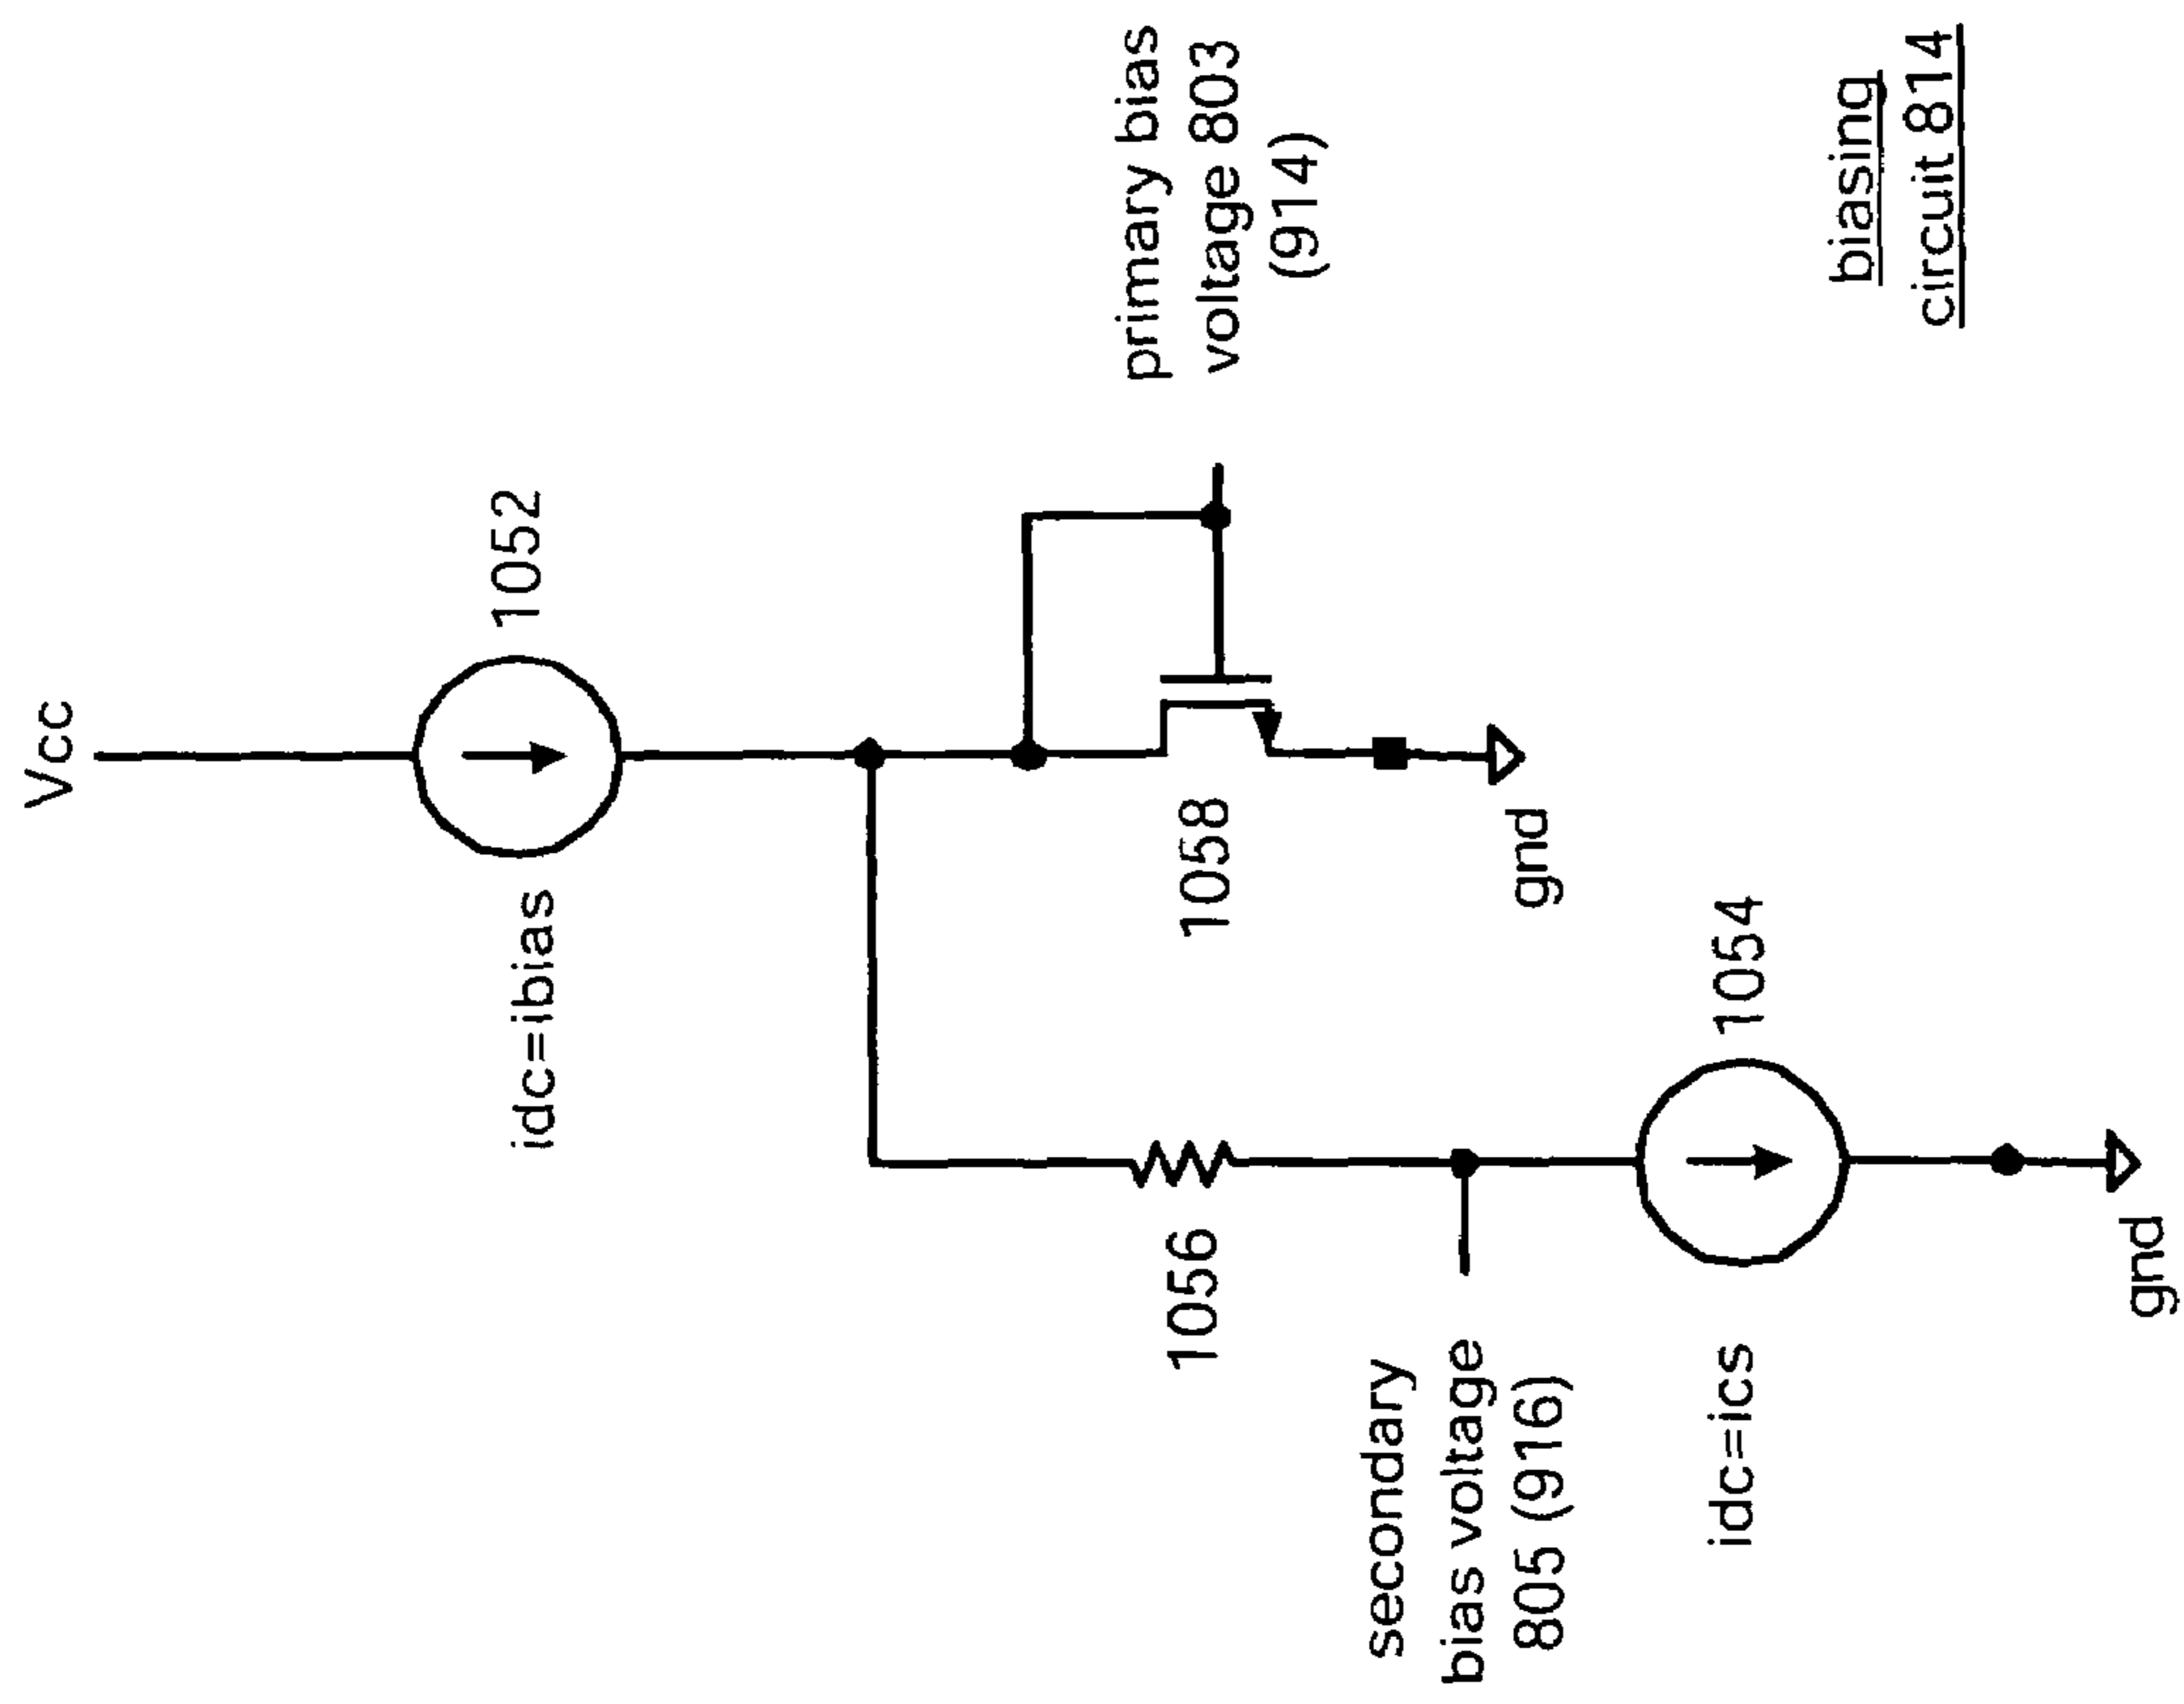 Vcc
idc=ibias
1052
primary bias
voltage 803
(914)
1056
1058
gnd
secondary
bias voltage
805 (916)
idc=ics
1054
gnd
biasing
circuit 814